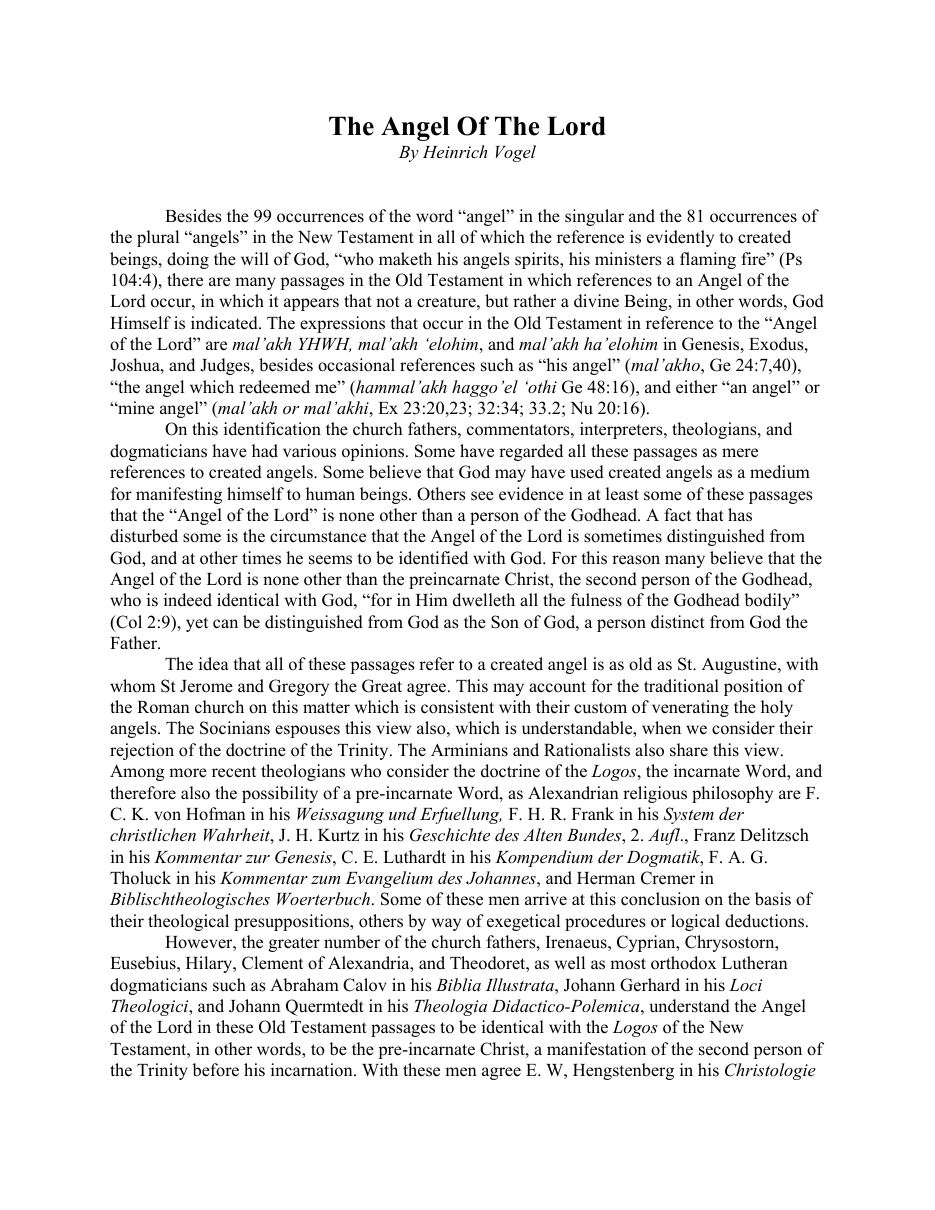 The Angel Of The Lord
By Heinrich Vogel
Besides the 99 occurrences of the word “angel” in the singular and the 81 occurrences of
the plural “angels” in the New Testament in all of which the reference is evidently to created
beings, doing the will of God, “who maketh his angels spirits, his ministers a flaming fire” (Ps
104:4), there are many passages in the Old Testament in which references to an Angel of the
Lord occur, in which it appears that not a creature, but rather a divine Being, in other words, God
Himself is indicated. The expressions that occur in the Old Testament in reference to the “Angel
of the Lord” are mal’akh YHWH, mal’akh ‘elohim, and mal’akh ha’elohim in Genesis, Exodus,
Joshua, and Judges, besides occasional references such as “his angel” (mal’akho, Ge 24:7,40),
“the angel which redeemed me” (hammal’akh haggo’el ‘othi Ge 48:16), and either “an angel” or
“mine angel” (mal’akh or mal’akhi, Ex 23:20,23; 32:34; 33.2; Nu 20:16).
On this identification the church fathers, commentators, interpreters, theologians, and
dogmaticians have had various opinions. Some have regarded all these passages as mere
references to created angels. Some believe that God may have used created angels as a medium
for manifesting himself to human beings. Others see evidence in at least some of these passages
that the “Angel of the Lord” is none other than a person of the Godhead. A fact that has
disturbed some is the circumstance that the Angel of the Lord is sometimes distinguished from
God, and at other times he seems to be identified with God. For this reason many believe that the
Angel of the Lord is none other than the preincarnate Christ, the second person of the Godhead,
who is indeed identical with God, “for in Him dwelleth all the fulness of the Godhead bodily”
(Col 2:9), yet can be distinguished from God as the Son of God, a person distinct from God the
Father.
The idea that all of these passages refer to a created angel is as old as St. Augustine, with
whom St Jerome and Gregory the Great agree. This may account for the traditional position of
the Roman church on this matter which is consistent with their custom of venerating the holy
angels. The Socinians espouses this view also, which is understandable, when we consider their
rejection of the doctrine of the Trinity. The Arminians and Rationalists also share this view.
Among more recent theologians who consider the doctrine of the Logos, the incarnate Word, and
therefore also the possibility of a pre-incarnate Word, as Alexandrian religious philosophy are F.
C. K. von Hofman in his Weissagung und Erfuellung, F. H. R. Frank in his System der
christlichen Wahrheit, J. H. Kurtz in his Geschichte des Alten Bundes, 2. Aufl., Franz Delitzsch
in his Kommentar zur Genesis, C. E. Luthardt in his Kompendium der Dogmatik, F. A. G.
Tholuck in his Kommentar zum Evangelium des Johannes, and Herman Cremer in
Biblischtheologisches Woerterbuch. Some of these men arrive at this conclusion on the basis of
their theological presuppositions, others by way of exegetical procedures or logical deductions.
However, the greater number of the church fathers, Irenaeus, Cyprian, Chrysostorn,
Eusebius, Hilary, Clement of Alexandria, and Theodoret, as well as most orthodox Lutheran
dogmaticians such as Abraham Calov in his Biblia Illustrata, Johann Gerhard in his Loci
Theologici, and Johann Quermtedt in his Theologia Didactico-Polemica, understand the Angel
of the Lord in these Old Testament passages to be identical with the Logos of the New
Testament, in other words, to be the pre-incarnate Christ, a manifestation of the second person of
the Trinity before his incarnation. With these men agree E. W, Hengstenberg in his Christologie